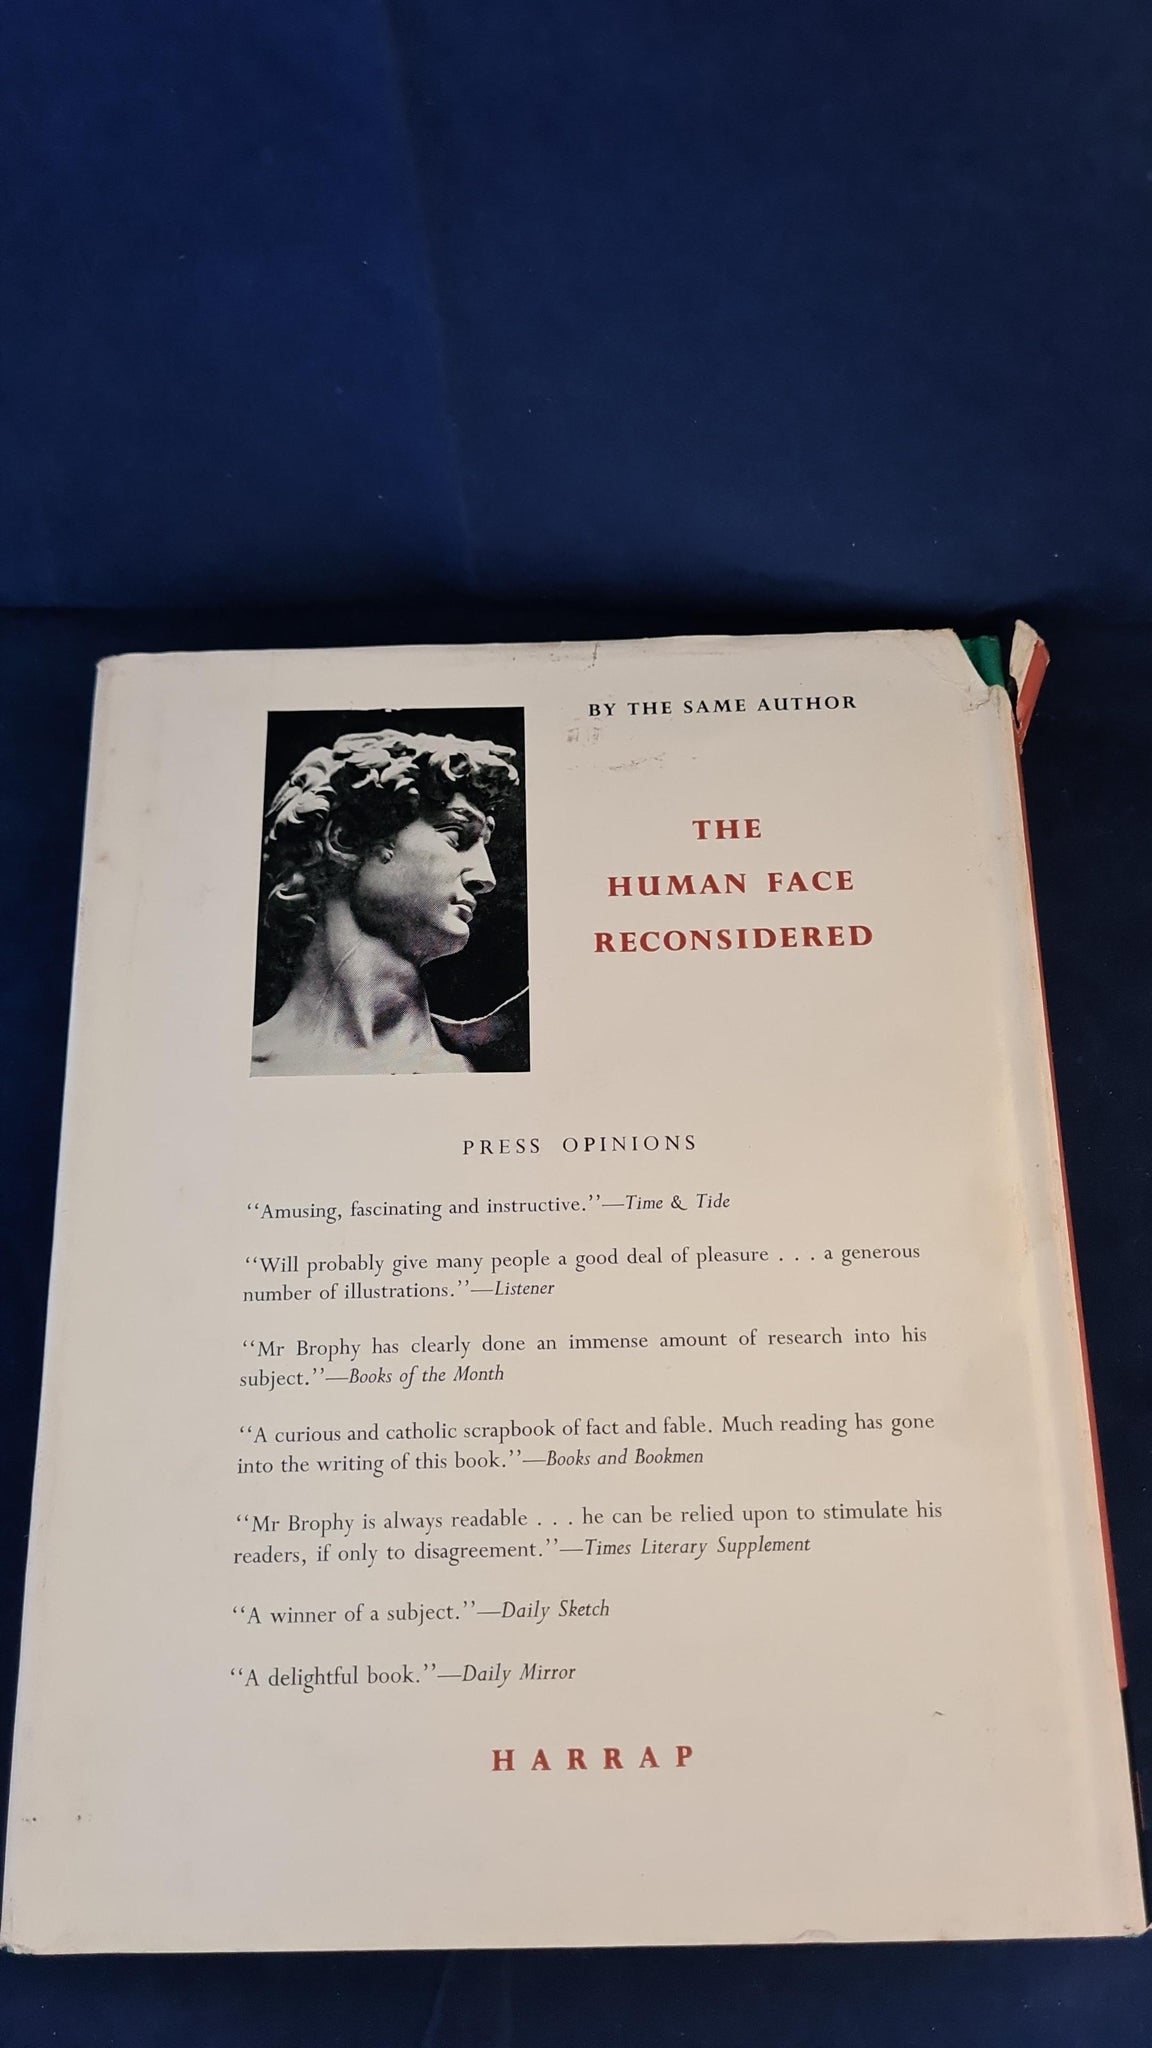 BY THE SAME AUTHOR
THE
HUMAN FACE
RECONSIDERED
PRESS OPINIONS
‘‘Amusing, fascinating and instructive.’’—Time & Tide
‘‘Will probably give many people a good deal of pleasure . . . a generous
number of illustrations.’’—Listener
‘‘Mr Brophy has clearly done an immense amount of research into his
subject.’’—Books of the Month
‘‘A curious and catholic scrapbook of fact and fable. Much reading has gone
into the writing of this book.’’—Books and Bookmen
‘‘Mr Brophy is always readable . . . he can be relied upon to stimulate his
readers, if only to disagreement.’’—Times Literary Supplement
‘‘A winner of a subject.’’—Daily Sketch
‘‘A delightful book.’’—Daily Mirror
HARRAP